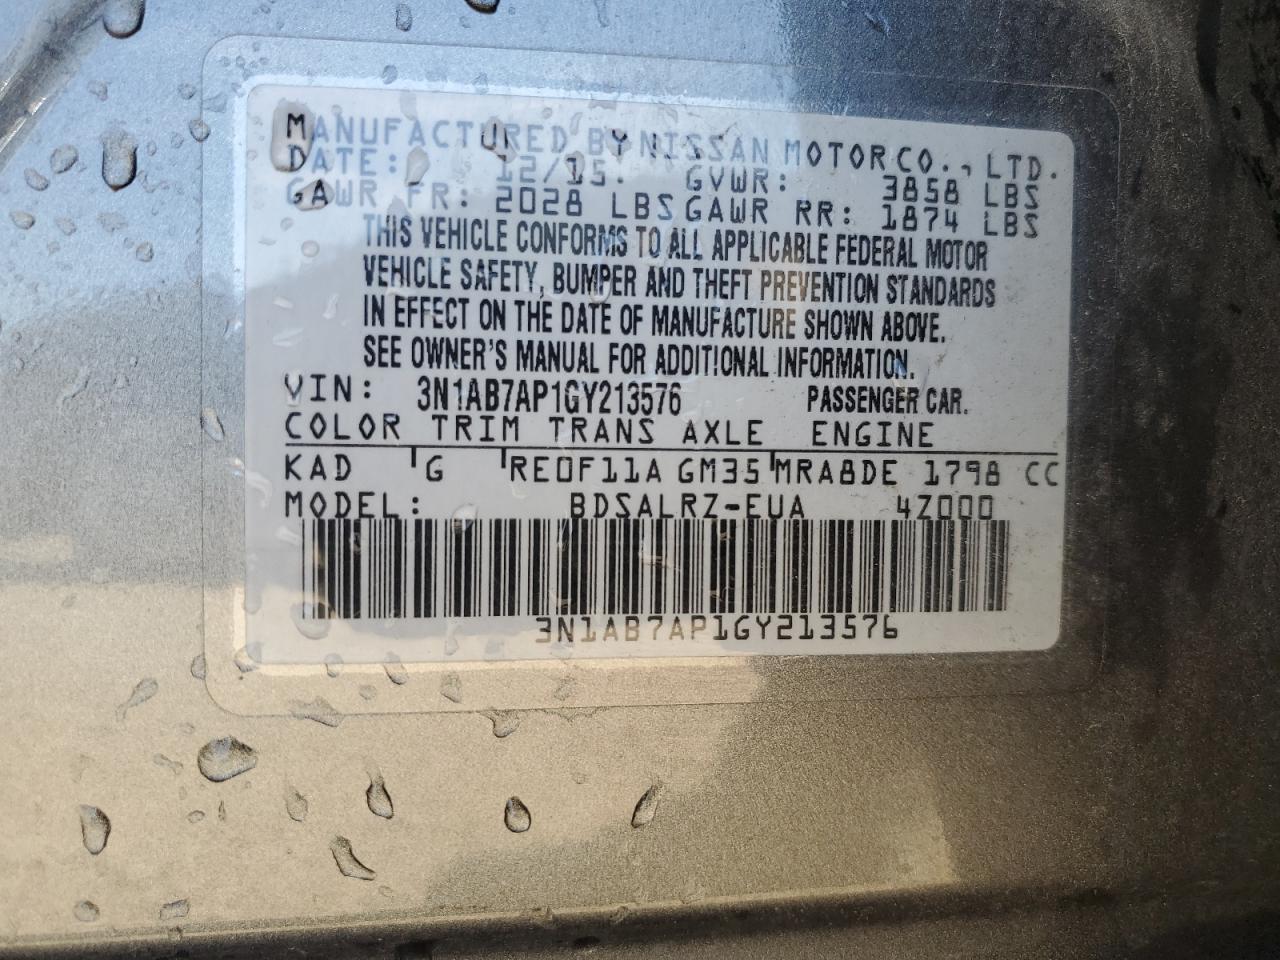 MANUFACTURED BY NISSAN MOTOR CO., LTD.
DATE: 12/15. GVWR: 3858 LBS
GAWR FR: 2028 LBS GAWR RR: 1874 LBS
THIS VEHICLE CONFORMS TO ALL APPLICABLE FEDERAL MOTOR
VEHICLE SAFETY, BUMPER AND THEFT PREVENTION STANDARDS
IN EFFECT ON THE DATE OF MANUFACTURE SHOWN ABOVE.
SEE OWNER'S MANUAL FOR ADDITIONAL INFORMATION.
VIN: 3N1AB7AP1GY213576 PASSENGER CAR.
COLOR TRIM TRANS AXLE ENGINE
KAD G RE0F11A GM35 MRA8DE 1798 CC
MODEL: BDSALRZ-EUA 4Z000
3N1AB7AP1GY213576